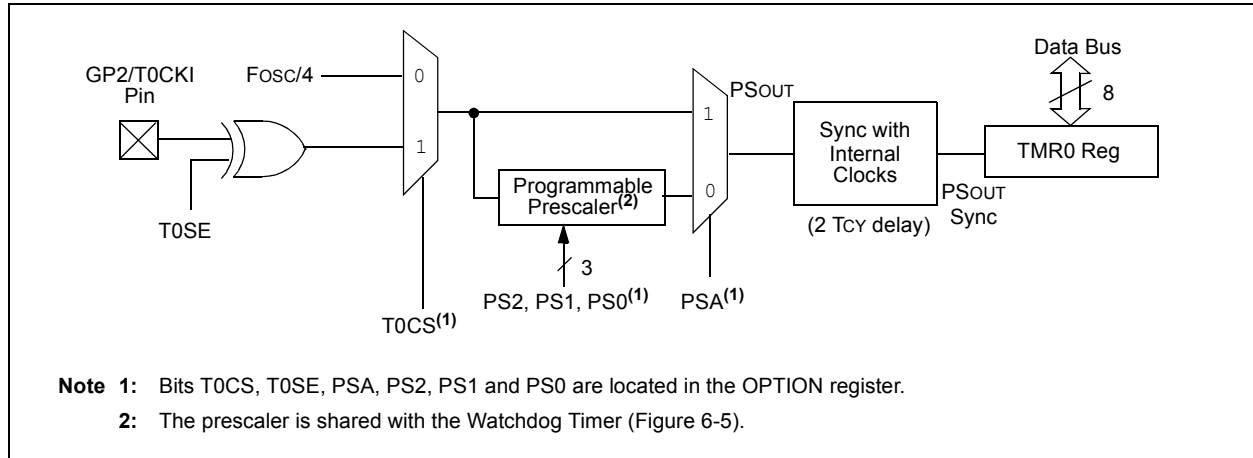 Data Bus
GP2/T0CKI
Pin
FOSC/4
0
1
T0SE
T0CS(1)
Programmable
Prescaler(2)
3
PS2, PS1, PS0(1)
1
0
PSA(1)
PSOUT
Sync with
Internal
Clocks
(2 TCY delay)
PSOUT
Sync
8
TMR0 Reg
Note 1: Bits T0CS, T0SE, PSA, PS2, PS1 and PS0 are located in the OPTION register.
2: The prescaler is shared with the Watchdog Timer (Figure 6-5).